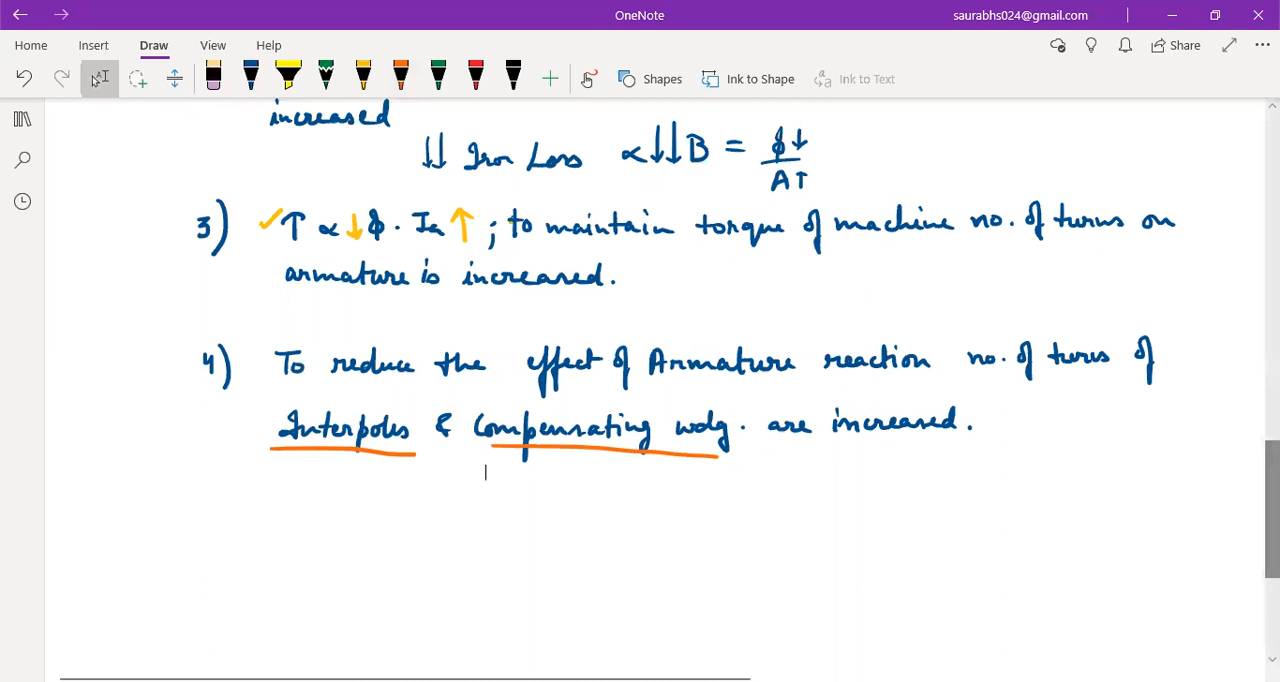 OneNote
saurabhs024@gmail.com
Home Insert Draw View Help
Share
Shapes
Ink to Shape
Ink to Text
increased
↓↓ Iron Loss ∝ ↓↓ B = ϕ↓ / A↑
3) ✓ T ∝ ↓ϕ · Ia ↑ ; to maintain torque of machine no. of turns on
armature is increased.
4) To reduce the effect of Armature reaction no. of turns of
Interpoles & Compensating wdg. are increased.